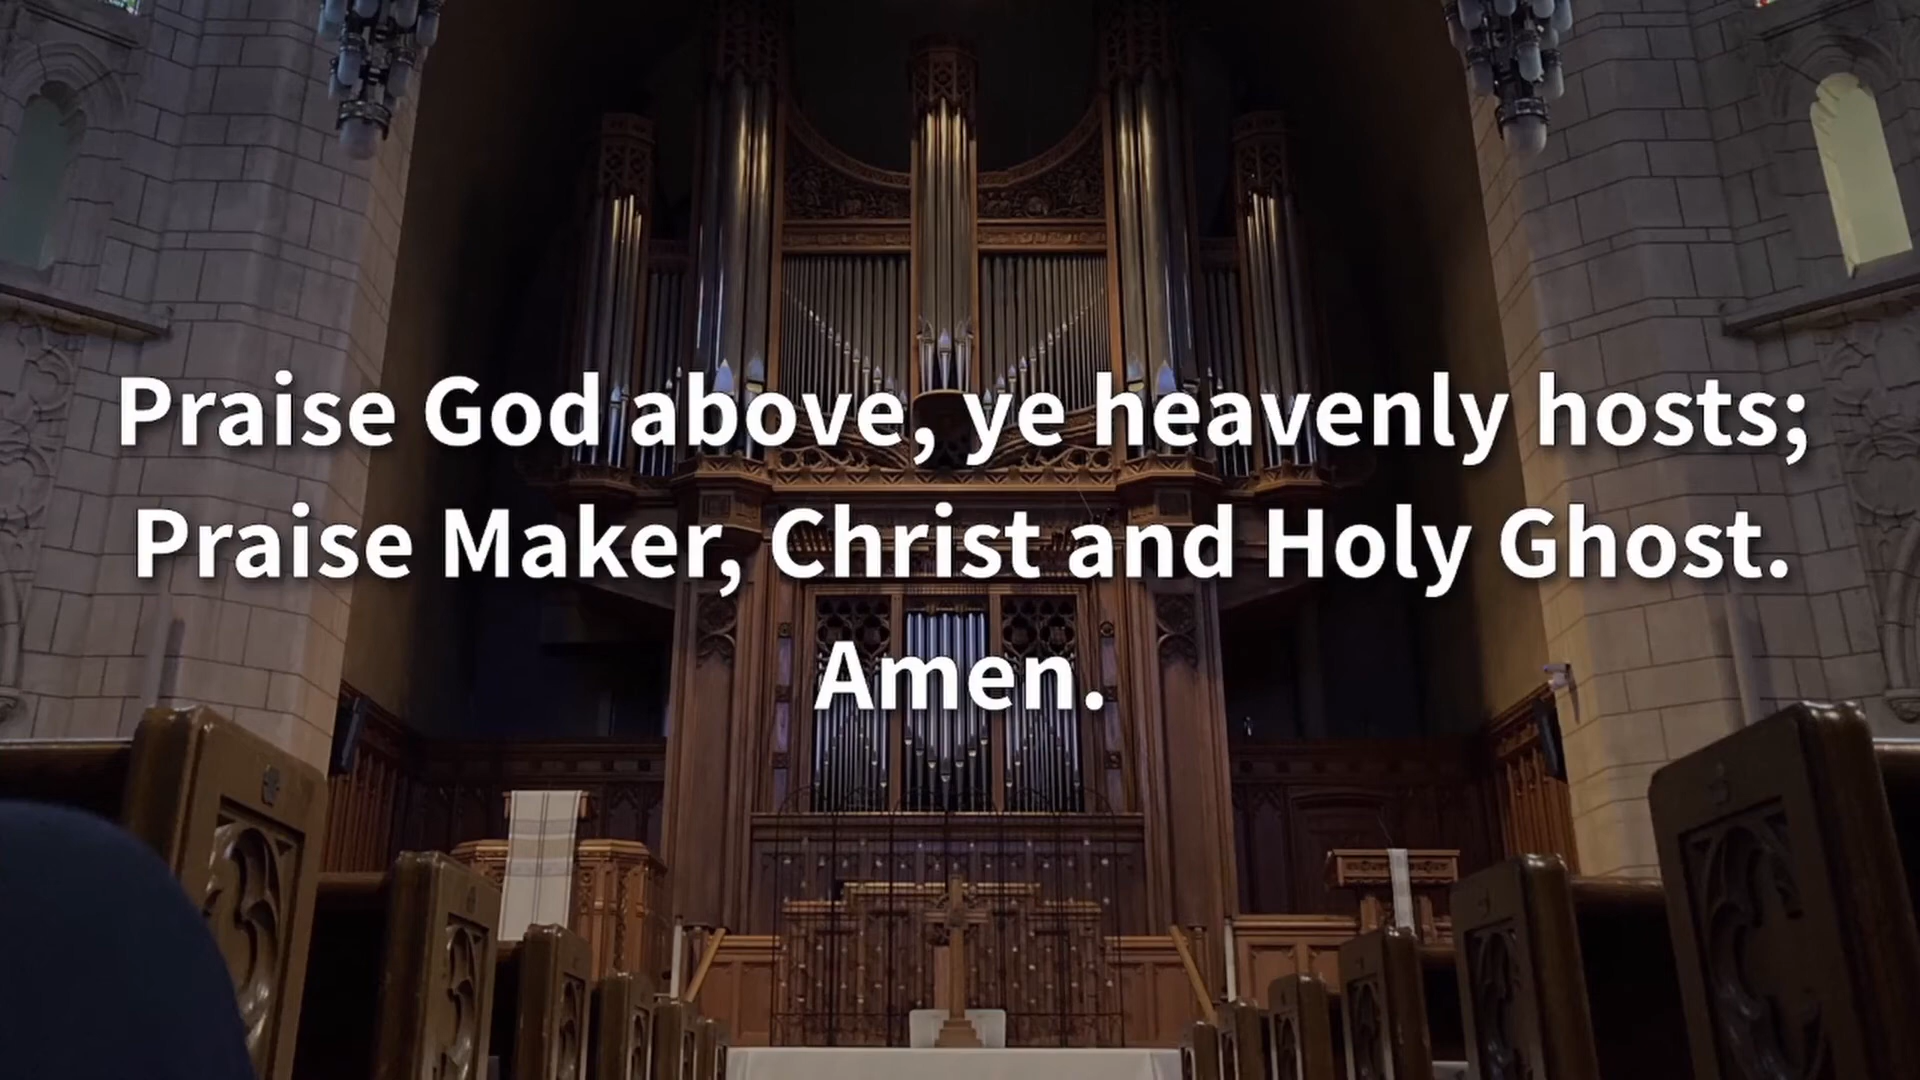 Praise God above, ye heavenly hosts;
Praise Maker, Christ and Holy Ghost.
Amen.